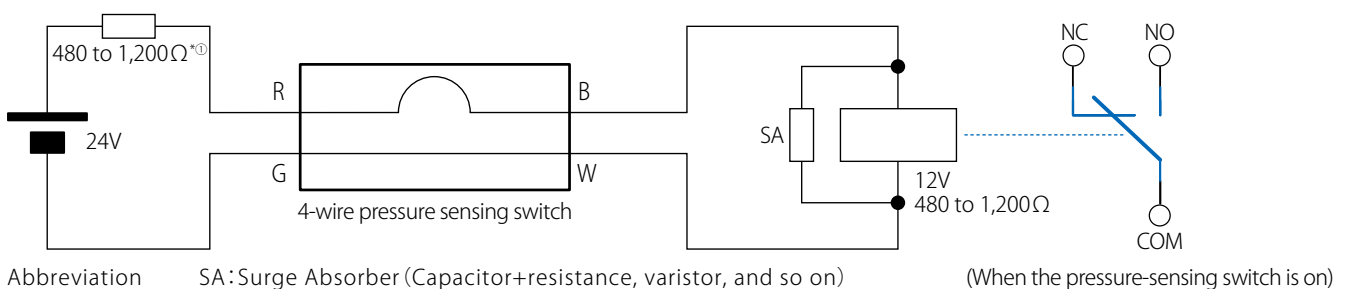 480 to 1,200Ω*①
24V
R
B
G
W
4-wire pressure sensing switch
SA
12V
480 to 1,200Ω
NC
NO
COM
Abbreviation SA:Surge Absorber(Capacitor+resistance, varistor, and so on)
(When the pressure-sensing switch is on)